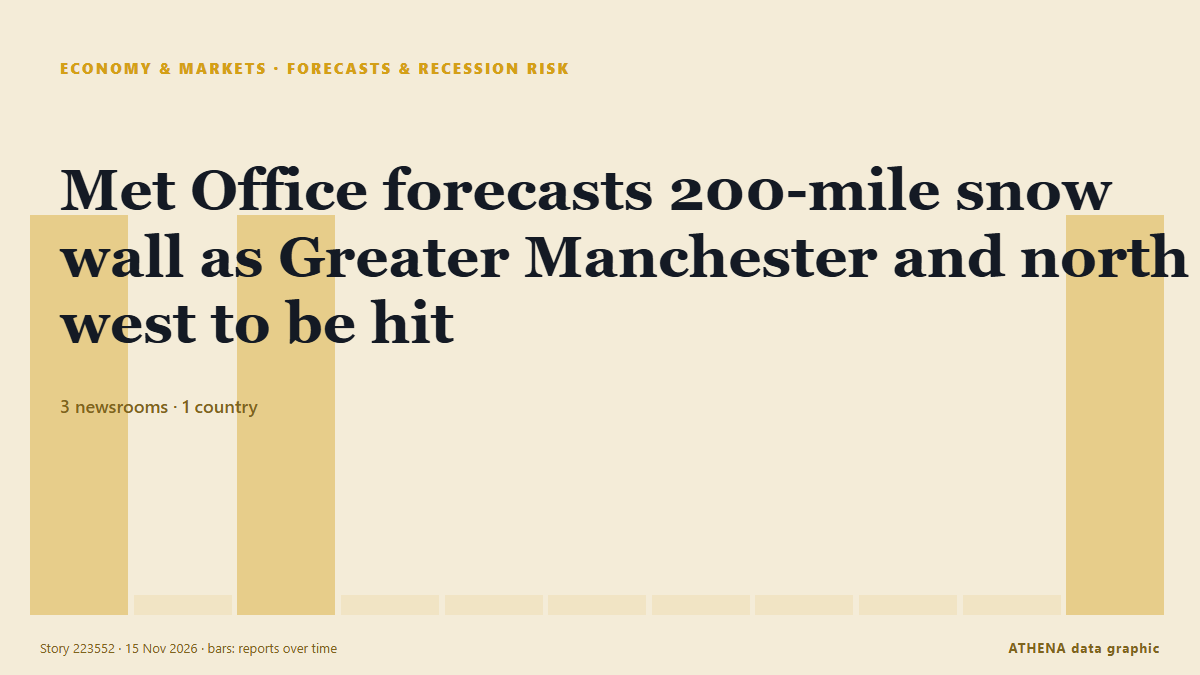 ECONOMY & MARKETS · FORECASTS & RECESSION RISK
Met Office forecasts 200-mile snow
wall as Greater Manchester and north
west to be hit
3 newsrooms · 1 country
Story 223552 · 15 Nov 2026 · bars: reports over time
ATHENA data graphic